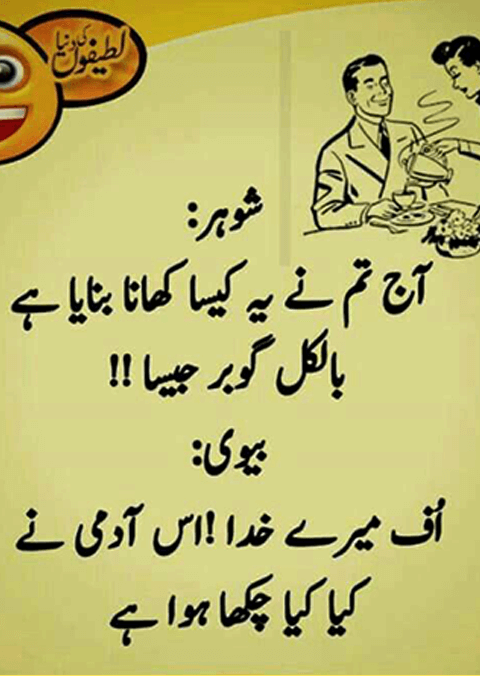 لطیفوں کی دنیا
شوہر:
آج تم نے یہ کیسا کھانا بنایا ہے
بالکل گوبر جیسا !!
بیوی:
اُف میرے خدا !اس آدمی نے
کیا کیا چکھا ہوا ہے